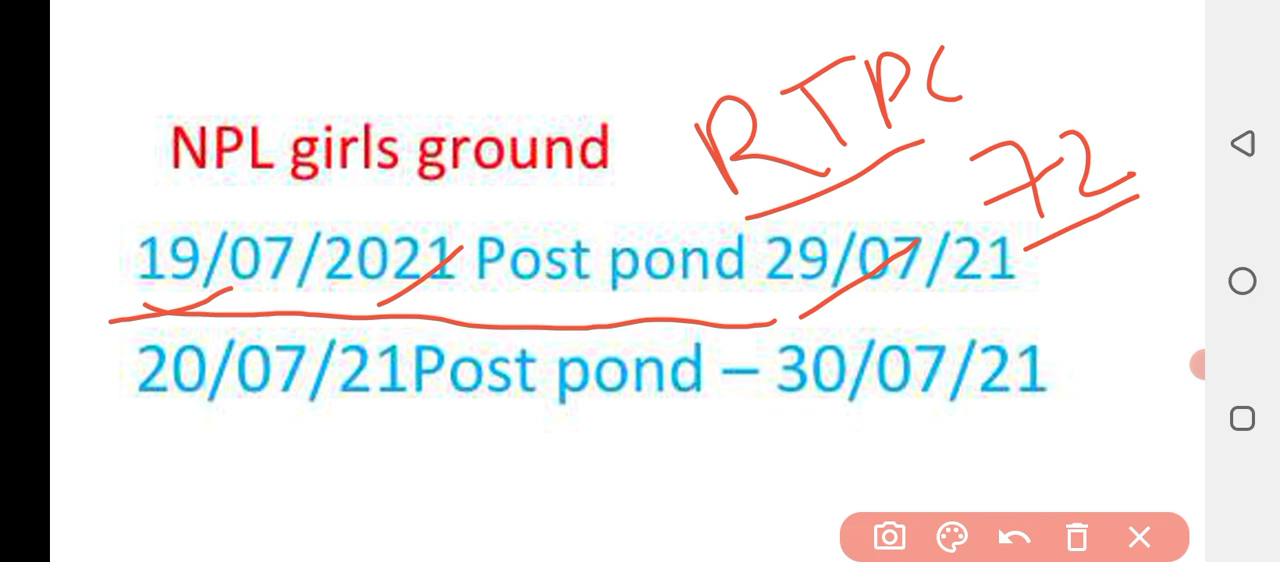 RTPC
NPL girls ground
72
19/07/2021 Post pond 29/07/21
20/07/21Post pond – 30/07/21